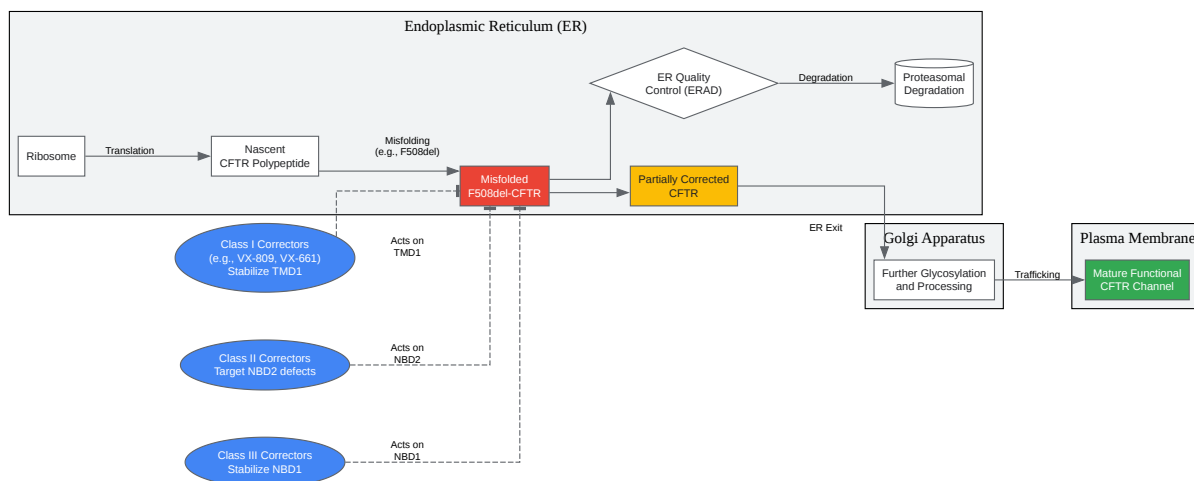 Endoplasmic Reticulum (ER)
ER Quality
Control (ERAD)
Degradation
Proteasomal
Degradation
Ribosome
Translation
Nascent
CFTR Polypeptide
Misfolding
(e.g., F508del)
Misfolded
F508del-CFTR
Partially Corrected
CFTR
ER Exit
Golgi Apparatus
Further Glycosylation
and Processing
Trafficking
Plasma Membrane
Mature Functional
CFTR Channel
Class I Correctors
(e.g., VX-809, VX-661)
Stabilize TMD1
Acts on
TMD1
Class II Correctors
Target NBD2 defects
Acts on
NBD2
Class III Correctors
Stabilize NBD1
Acts on
NBD1